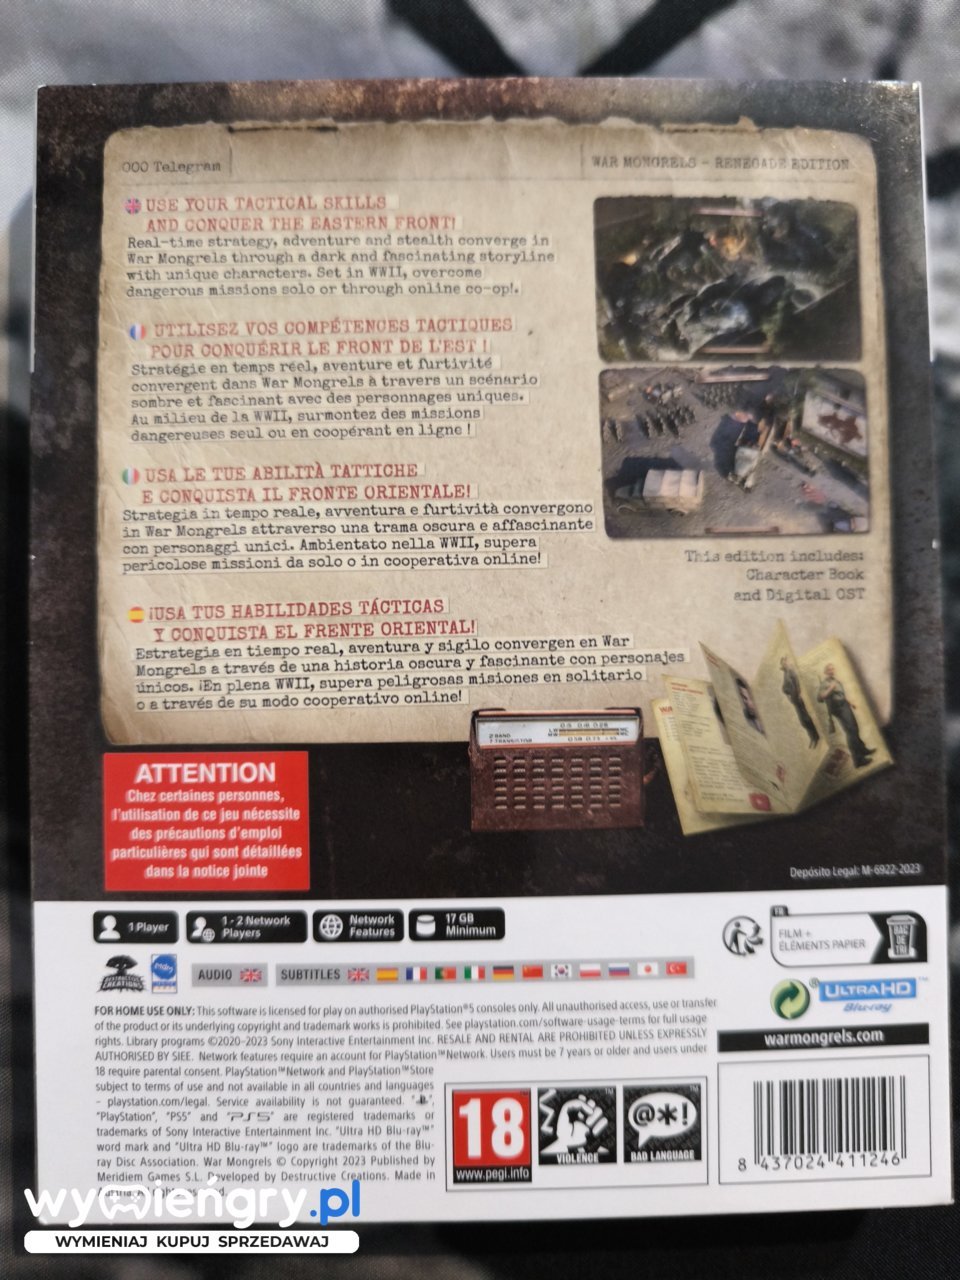 000 Telegram
WAR MONGRELS - RENEGADE EDITION
USE YOUR TACTICAL SKILLS
AND CONQUER THE EASTERN FRONT!
Real-time strategy, adventure and stealth converge in
War Mongrels through a dark and fascinating storyline
with unique characters. Set in WWII, overcome
dangerous missions solo or through online co-op!.
UTILISEZ VOS COMPÉTENCES TACTIQUES
POUR CONQUÉRIR LE FRONT DE L'EST !
Stratégie en temps réel, aventure et furtivité
convergent dans War Mongrels à travers un scénario
sombre et fascinant avec des personnages uniques.
Au milieu de la WWII, surmontez des missions
dangereuses seul ou en coopérant en ligne !
USA LE TUE ABILITÀ TATTICHE
E CONQUISTA IL FRONTE ORIENTALE!
Strategia in tempo reale, avventura e furtività convergono
in War Mongrels attraverso una trama oscura e affascinante
con personaggi unici. Ambientato nella WWII, supera
pericolose missioni da solo o in cooperativa online!
This edition includes:
Character Book
and Digital OST
¡USA TUS HABILIDADES TÁCTICAS
Y CONQUISTA EL FRENTE ORIENTAL!
Estrategia en tiempo real, aventura y sigilo convergen en War
Mongrels a través de una historia oscura y fascinante con personajes
únicos. ¡En plena WWII, supera peligrosas misiones en solitario
o a través de su modo cooperativo online!
2 BAND
7 TRANSISTOR
ATTENTION
Chez certaines personnes,
l'utilisation de ce jeu nécessite
des précautions d'emploi
particulières qui sont détaillées
dans la notice jointe
Depósito Legal: M-6922-2023
1 Player
1 - 2 Network
Players
Network
Features
17 GB
Minimum
FR
FILM +
ÉLÉMENTS PAPIER
BAC
DE
TRI
DESTRUCTIVE
CREATIONS
AUDIO
SUBTITLES
ULTRA HD
Blu-ray
warmongrels.com
FOR HOME USE ONLY: This software is licensed for play on authorised PlayStation®5 consoles only. All unauthorised access, use or transfer
of the product or its underlying copyright and trademark works is prohibited. See playstation.com/software-usage-terms for full usage
rights. Library programs ©2020-2023 Sony Interactive Entertainment Inc. RESALE AND RENTAL ARE PROHIBITED UNLESS EXPRESSLY
AUTHORISED BY SIEE. Network features require an account for PlayStation™Network. Users must be 7 years or older and users under
18 require parental consent. PlayStation™Network and PlayStation™Store
subject to terms of use and not available in all countries and languages
- playstation.com/legal. Service availability is not guaranteed. "",
"PlayStation", "PS5" and "PS5" are registered trademarks or
trademarks of Sony Interactive Entertainment Inc. "Ultra HD Blu-ray™"
word mark and "Ultra HD Blu-ray™" logo are trademarks of the Blu-
ray Disc Association. War Mongrels © Copyright 2023 Published by
Meridiem Games S.L. Developed by Destructive Creations. Made in
18
www.pegi.info
VIOLENCE
@*!
BAD LANGUAGE
8 437024 411246
wymieńgry.pl
WYMIENIAJ KUPUJ SPRZEDAWAJ